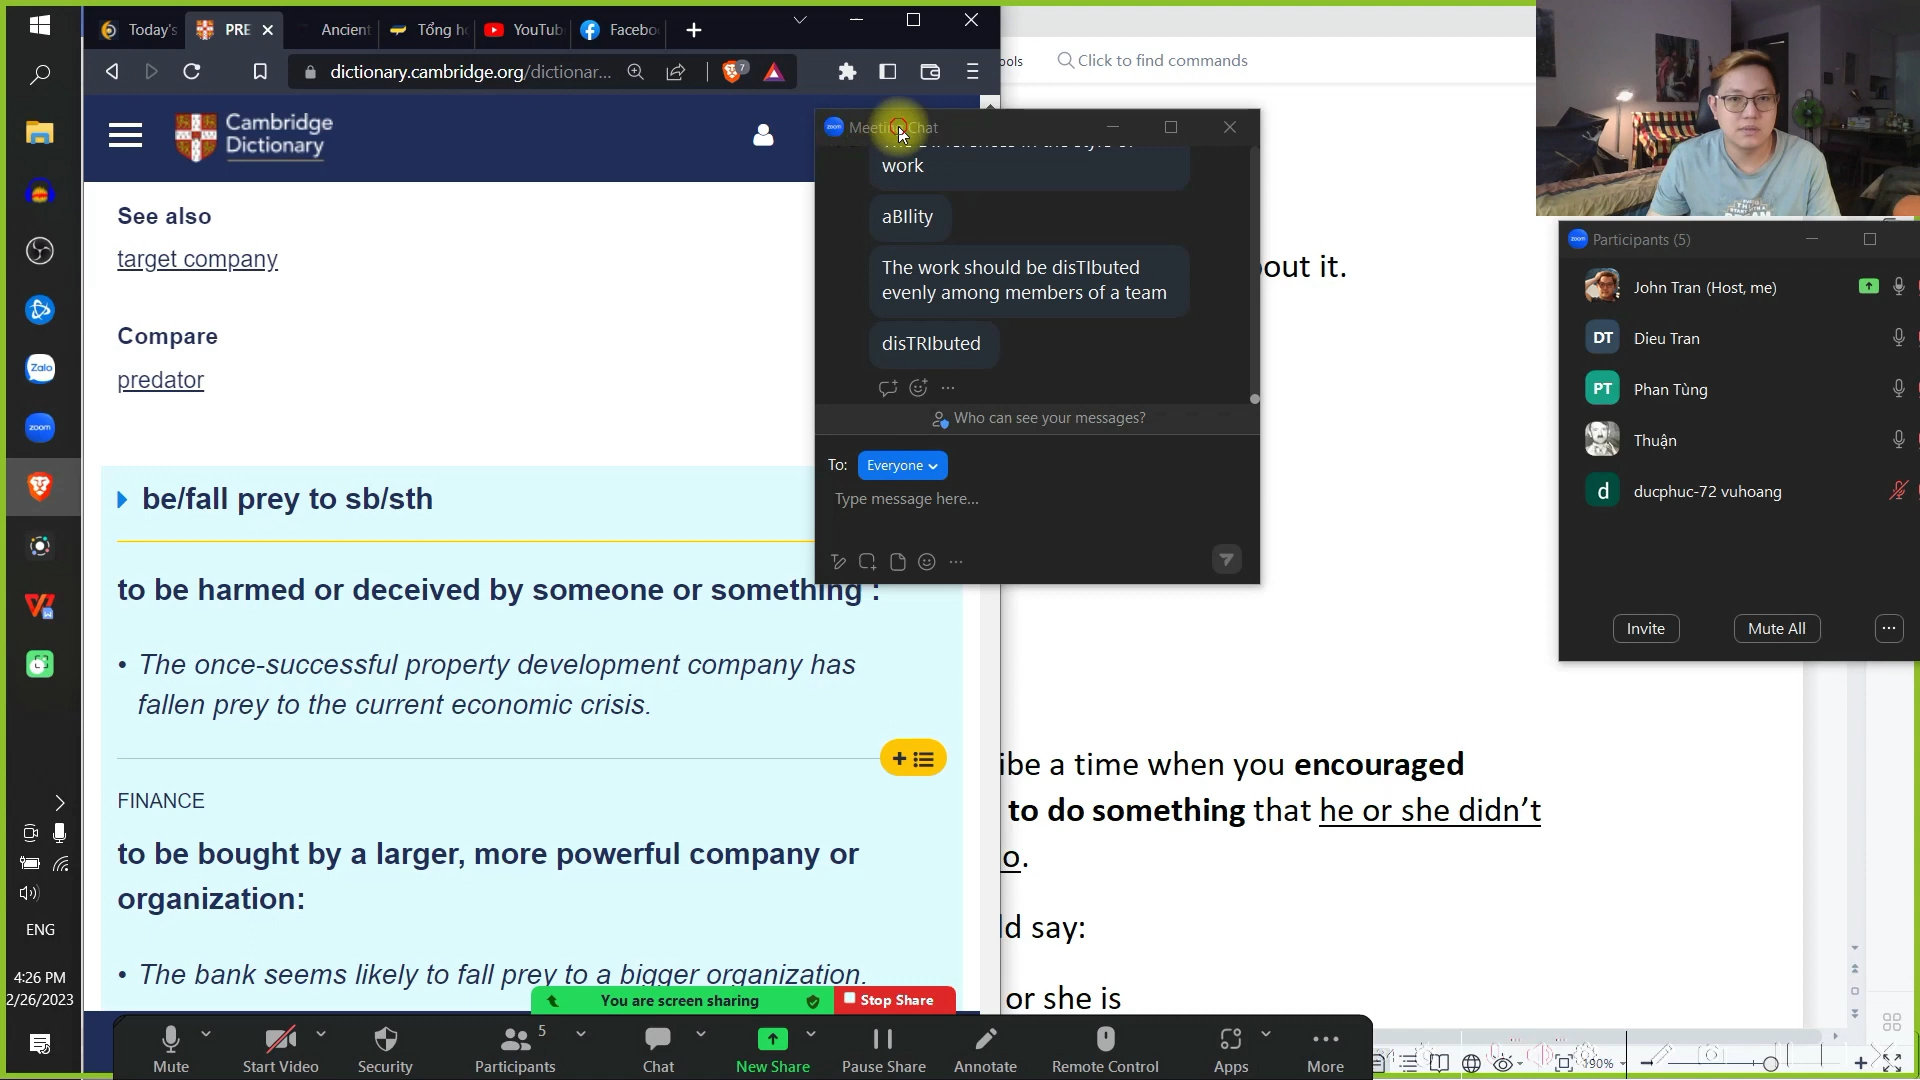 Today's
PRE
Ancient
Tổng h
YouTub
Facebo
dictionary.cambridge.org/dictionar...
7
ools
Click to find commands
Cambridge
Dictionary
See also
target company
Compare
predator
be/fall prey to sb/sth
to be harmed or deceived by someone or something :
• The once-successful property development company has
fallen prey to the current economic crisis.
FINANCE
to be bought by a larger, more powerful company or
organization:
• The bank seems likely to fall prey to a bigger organization.
zoom
Meeting Chat
work
aBIlity
The work should be disTIbuted
evenly among members of a team
disTRIbuted
Who can see your messages?
To:
Everyone
Type message here...
out it.
ibe a time when you encouraged
to do something that he or she didn't
o.
d say:
or she is
zoom
Participants (5)
John Tran (Host, me)
DT
Dieu Tran
PT
Phan Tùng
Thuận
d
ducphuc-72 vuhoang
Invite
Mute All
Zalo
zoom
ENG
4:26 PM
2/26/2023
You are screen sharing
Stop Share
Mute
Start Video
Security
5
Participants
Chat
New Share
Pause Share
Annotate
Remote Control
Apps
More
190%